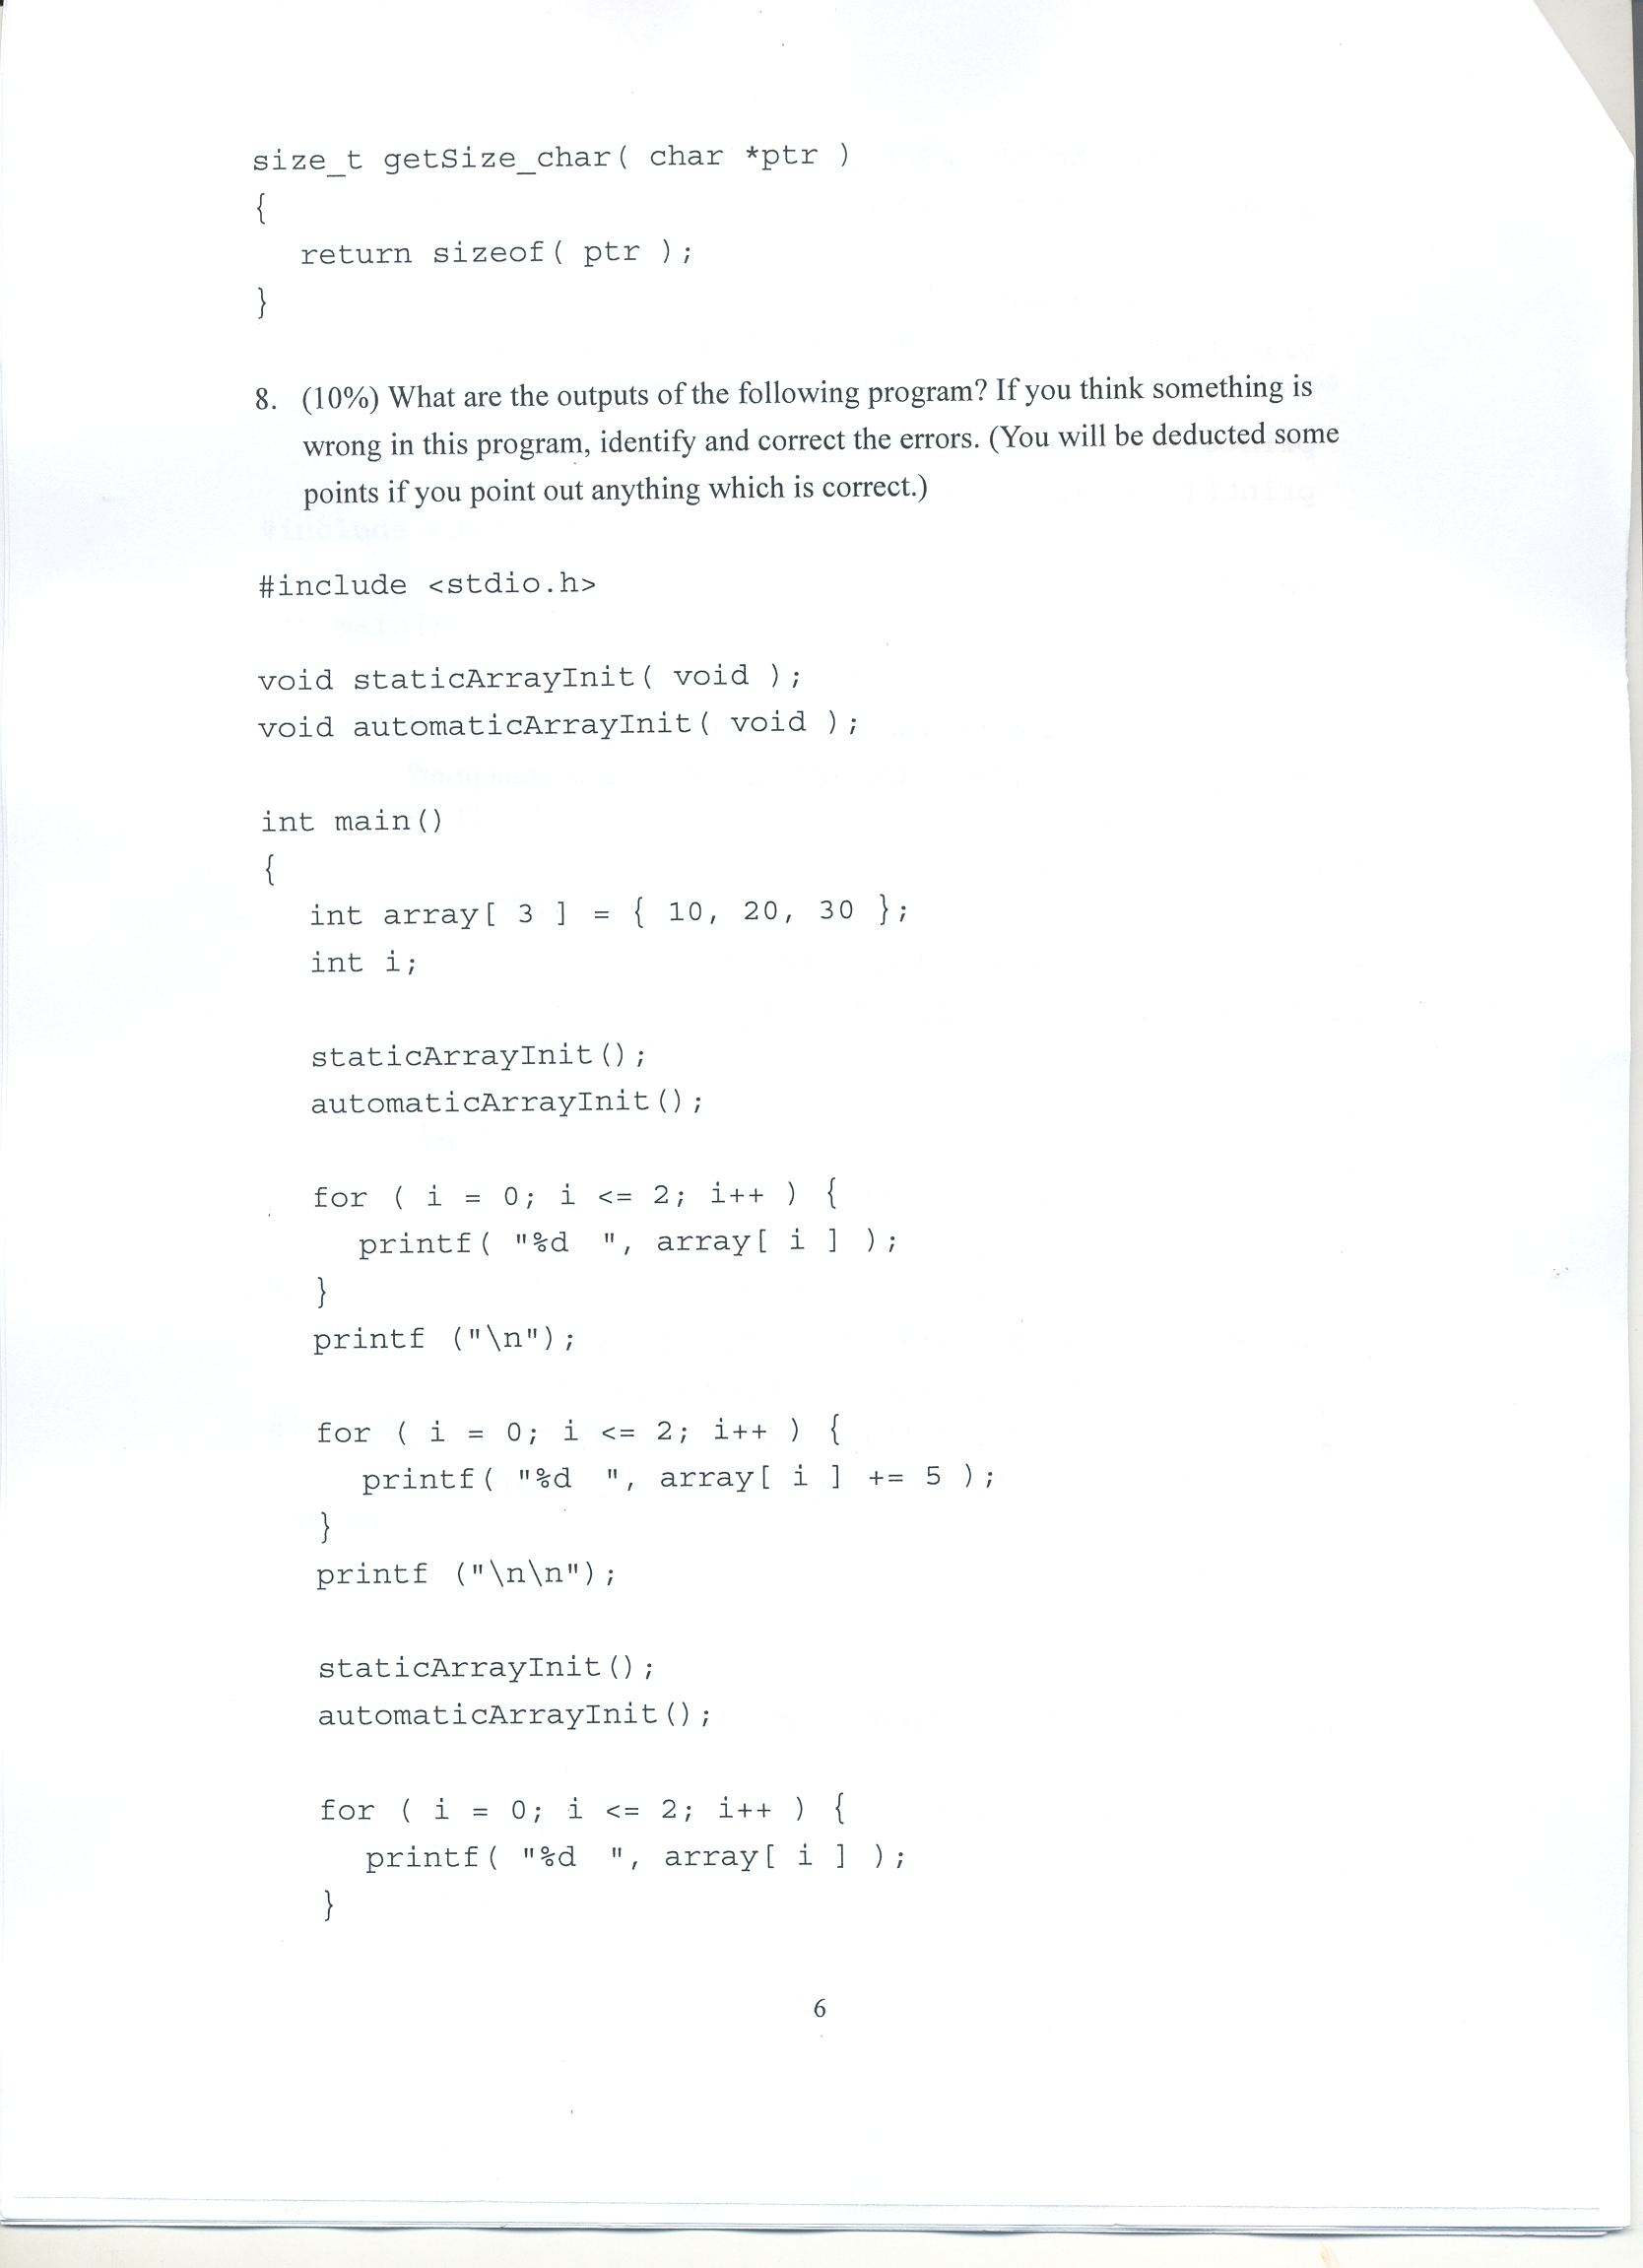 size_t getSize_char( char *ptr )
{
return sizeof( ptr );
}
8. (10%) What are the outputs of the following program? If you think something is
wrong in this program, identify and correct the errors. (You will be deducted some
points if you point out anything which is correct.)
#include <stdio.h>
void staticArrayInit( void );
void automaticArrayInit( void );
int main()
{
int array[ 3 ] = { 10, 20, 30 };
int i;
staticArrayInit();
automaticArrayInit();
for ( i = 0; i <= 2; i++ ) {
printf( "%d  ", array[ i ] );
}
printf ("\n");
for ( i = 0; i <= 2; i++ ) {
printf( "%d  ", array[ i ] += 5 );
}
printf ("\n\n");
staticArrayInit();
automaticArrayInit();
for ( i = 0; i <= 2; i++ ) {
printf( "%d  ", array[ i ] );
}
6